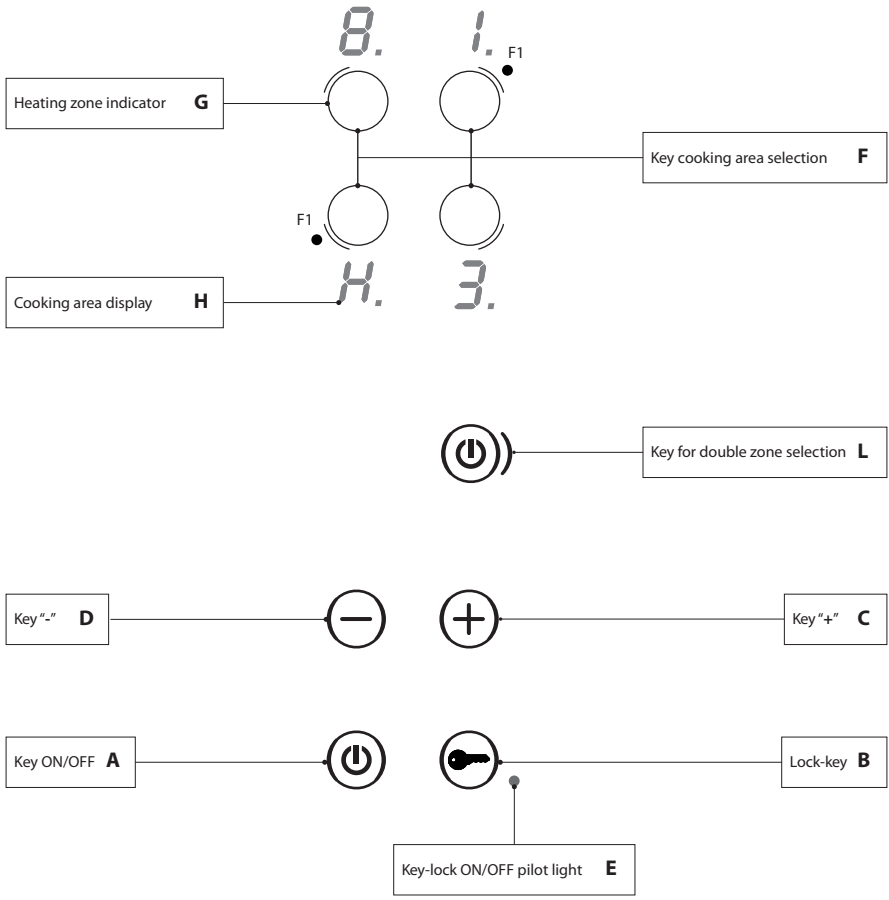 8. 1.
F1
Heating zone indicator G
Key cooking area selection F
F1
Cooking area display H
H. 3.
Key for double zone selection L
Key "-" D
Key "+" C
Key ON/OFF A
Lock-key B
Key-lock ON/OFF pilot light E